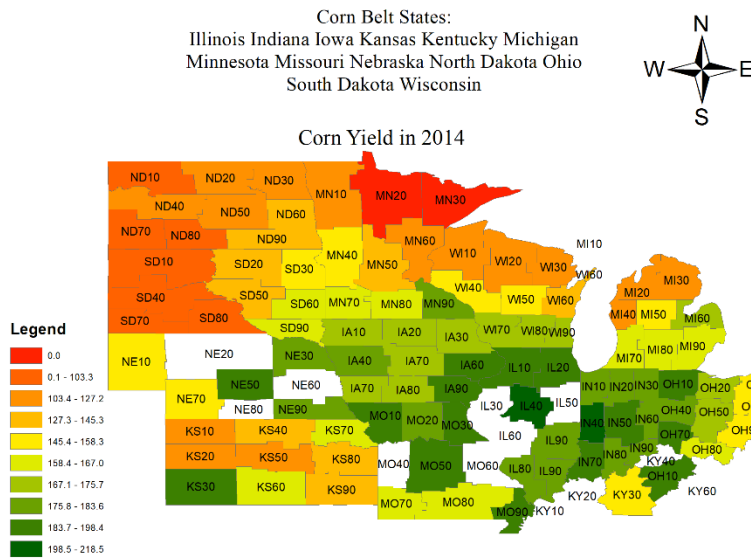 Corn Belt States:
Illinois Indiana Iowa Kansas Kentucky Michigan
Minnesota Missouri Nebraska North Dakota Ohio
South Dakota Wisconsin
N
W E
S
Corn Yield in 2014
ND10 ND20 ND30 MN10 MN20 MN30
ND40 ND50 ND60
ND70 ND80 ND90 MN40 MN50 MN60 WI10 WI20 WI30 MI10
SD10 SD20 SD30 WI40 WI50 WI60 WI60 MI20 MI30
SD40 SD50 SD60 MN70 MN80 MN90 MI40 MI50 MI60
SD70 SD80 SD90 IA10 IA20 IA30 WI70 WI80 WI90 MI70 MI80 MI90
NE10 NE20 NE30 IA40 IA70 IA60 IL10 IL20
NE70 NE50 NE60 IA70 IA80 IA90 IL30 IL40 IL50 IN10 IN20 IN30 OH10 OH20
NE80 NE90 MO10 MO20 MO30 IN40 IN50 IN60 OH40 OH50
KS10 KS40 KS70 IL60 IL90 OH70
KS20 KS50 KS80 MO40 MO50 MO60 IL80 IL90 IN70 IN80 IN90 KY40 OH80
KS30 KS60 KS90 MO70 MO80 MO90 KY10 KY20 KY30 OH10 KY60
Legend
0.0
0.1 - 103.3
103.4 - 127.2
127.3 - 145.3
145.4 - 158.3
158.4 - 167.0
167.1 - 175.7
175.8 - 183.6
183.7 - 198.4
198.5 - 218.5